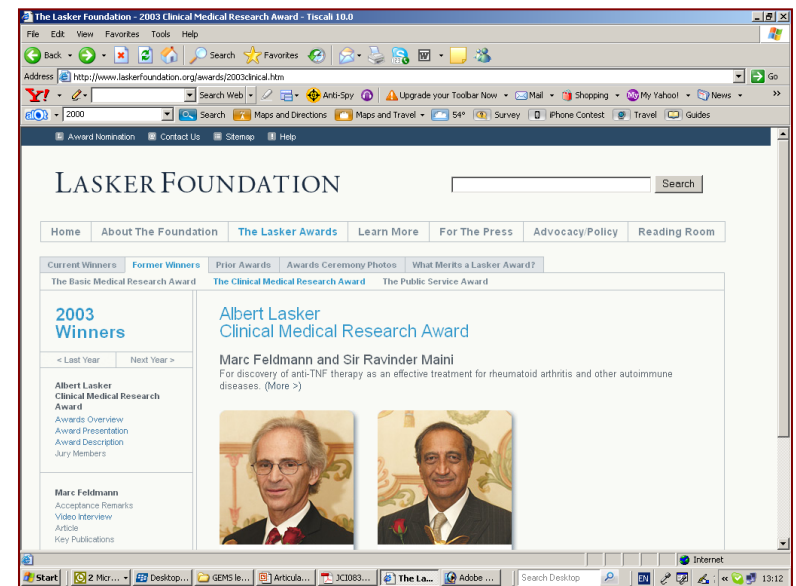 The Lasker Foundation - 2003 Clinical Medical Research Award - Tiscali 10.0
File Edit View Favorites Tools Help
Back Search Favorites
Address http://www.laskerfoundation.org/awards/2003clinical.htm Go
Y! Search Web Anti-Spy Upgrade your Toolbar Now Mail Shopping My Yahoo! News
2000 Search Maps and Directions Maps and Travel 54° Survey iPhone Contest Travel Guides
Award Nomination Contact Us Sitemap Help
LASKER FOUNDATION Search
Home About The Foundation The Lasker Awards Learn More For The Press Advocacy/Policy Reading Room
Current Winners Former Winners Prior Awards Awards Ceremony Photos What Merits a Lasker Award?
The Basic Medical Research Award The Clinical Medical Research Award The Public Service Award
2003
Winners
< Last Year Next Year >
Albert Lasker
Clinical Medical Research
Award
Awards Overview
Award Presentation
Award Description
Jury Members
Marc Feldmann
Acceptance Remarks
Video Interview
Article
Key Publications
Albert Lasker
Clinical Medical Research Award
Marc Feldmann and Sir Ravinder Maini
For discovery of anti-TNF therapy as an effective treatment for rheumatoid arthritis and other autoimmune
diseases. (More >)
Internet
Start 2 Micr... Desktop... GEMS le... Articula... JCI083... The La... Adobe ... Search Desktop EN 13:12